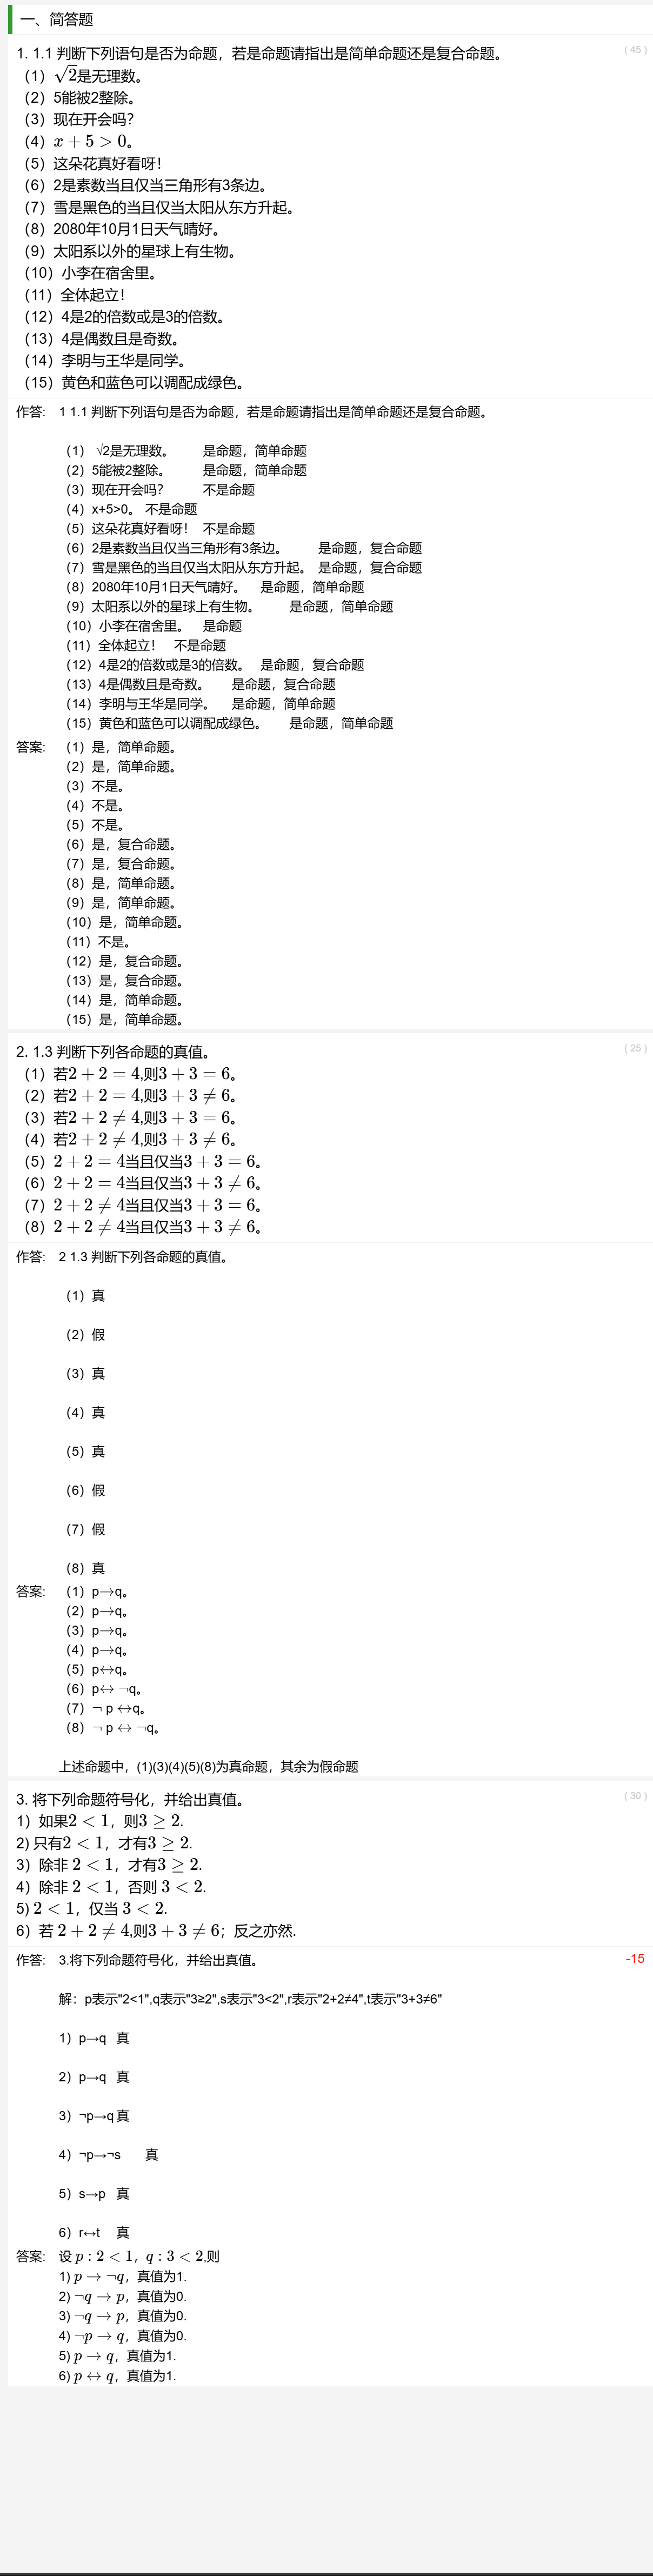 一、简答题
1. 1.1 判断下列语句是否为命题，若是命题请指出是简单命题还是复合命题。 （ 45 ）
（1）√2是无理数。
（2）5能被2整除。
（3）现在开会吗？
（4）x + 5 > 0。
（5）这朵花真好看呀！
（6）2是素数当且仅当三角形有3条边。
（7）雪是黑色的当且仅当太阳从东方升起。
（8）2080年10月1日天气晴好。
（9）太阳系以外的星球上有生物。
（10）小李在宿舍里。
（11）全体起立！
（12）4是2的倍数或是3的倍数。
（13）4是偶数且是奇数。
（14）李明与王华是同学。
（15）黄色和蓝色可以调配成绿色。
作答： 1 1.1 判断下列语句是否为命题，若是命题请指出是简单命题还是复合命题。
（1） √2是无理数。 是命题，简单命题
（2）5能被2整除。 是命题，简单命题
（3）现在开会吗？ 不是命题
（4）x+5>0。 不是命题
（5）这朵花真好看呀！ 不是命题
（6）2是素数当且仅当三角形有3条边。 是命题，复合命题
（7）雪是黑色的当且仅当太阳从东方升起。 是命题，复合命题
（8）2080年10月1日天气晴好。 是命题，简单命题
（9）太阳系以外的星球上有生物。 是命题，简单命题
（10）小李在宿舍里。 是命题
（11）全体起立！ 不是命题
（12）4是2的倍数或是3的倍数。 是命题，复合命题
（13）4是偶数且是奇数。 是命题，复合命题
（14）李明与王华是同学。 是命题，简单命题
（15）黄色和蓝色可以调配成绿色。 是命题，简单命题
答案: （1）是，简单命题。
（2）是，简单命题。
（3）不是。
（4）不是。
（5）不是。
（6）是，复合命题。
（7）是，复合命题。
（8）是，简单命题。
（9）是，简单命题。
（10）是，简单命题。
（11）不是。
（12）是，复合命题。
（13）是，复合命题。
（14）是，简单命题。
（15）是，简单命题。
2. 1.3 判断下列各命题的真值。 （ 25 ）
（1）若2 + 2 = 4,则3 + 3 = 6。
（2）若2 + 2 = 4,则3 + 3 ≠ 6。
（3）若2 + 2 ≠ 4,则3 + 3 = 6。
（4）若2 + 2 ≠ 4,则3 + 3 ≠ 6。
（5）2 + 2 = 4当且仅当3 + 3 = 6。
（6）2 + 2 = 4当且仅当3 + 3 ≠ 6。
（7）2 + 2 ≠ 4当且仅当3 + 3 = 6。
（8）2 + 2 ≠ 4当且仅当3 + 3 ≠ 6。
作答： 2 1.3 判断下列各命题的真值。
（1）真
（2）假
（3）真
（4）真
（5）真
（6）假
（7）假
（8）真
答案: （1）p→q。
（2）p→q。
（3）p→q。
（4）p→q。
（5）p↔q。
（6）p↔ ¬q。
（7）¬ p ↔q。
（8）¬ p ↔ ¬q。
上述命题中，(1)(3)(4)(5)(8)为真命题，其余为假命题
3. 将下列命题符号化，并给出真值。 （ 30 ）
1）如果2 < 1，则3 ≥ 2.
2) 只有2 < 1，才有3 ≥ 2.
3）除非 2 < 1，才有3 ≥ 2.
4）除非 2 < 1，否则 3 < 2.
5) 2 < 1，仅当 3 < 2.
6）若 2 + 2 ≠ 4,则3 + 3 ≠ 6；反之亦然.
作答： 3.将下列命题符号化，并给出真值。 -15
解：p表示"2<1",q表示"3≥2",s表示"3<2",r表示"2+2≠4",t表示"3+3≠6"
1）p→q 真
2）p→q 真
3）¬p→q 真
4）¬p→¬s 真
5）s→p 真
6）r↔t 真
答案: 设 p : 2 < 1，q : 3 < 2,则
1) p → ¬q，真值为1.
2) ¬q → p，真值为0.
3) ¬q → p，真值为0.
4) ¬p → q，真值为0.
5) p → q，真值为1.
6) p ↔ q，真值为1.